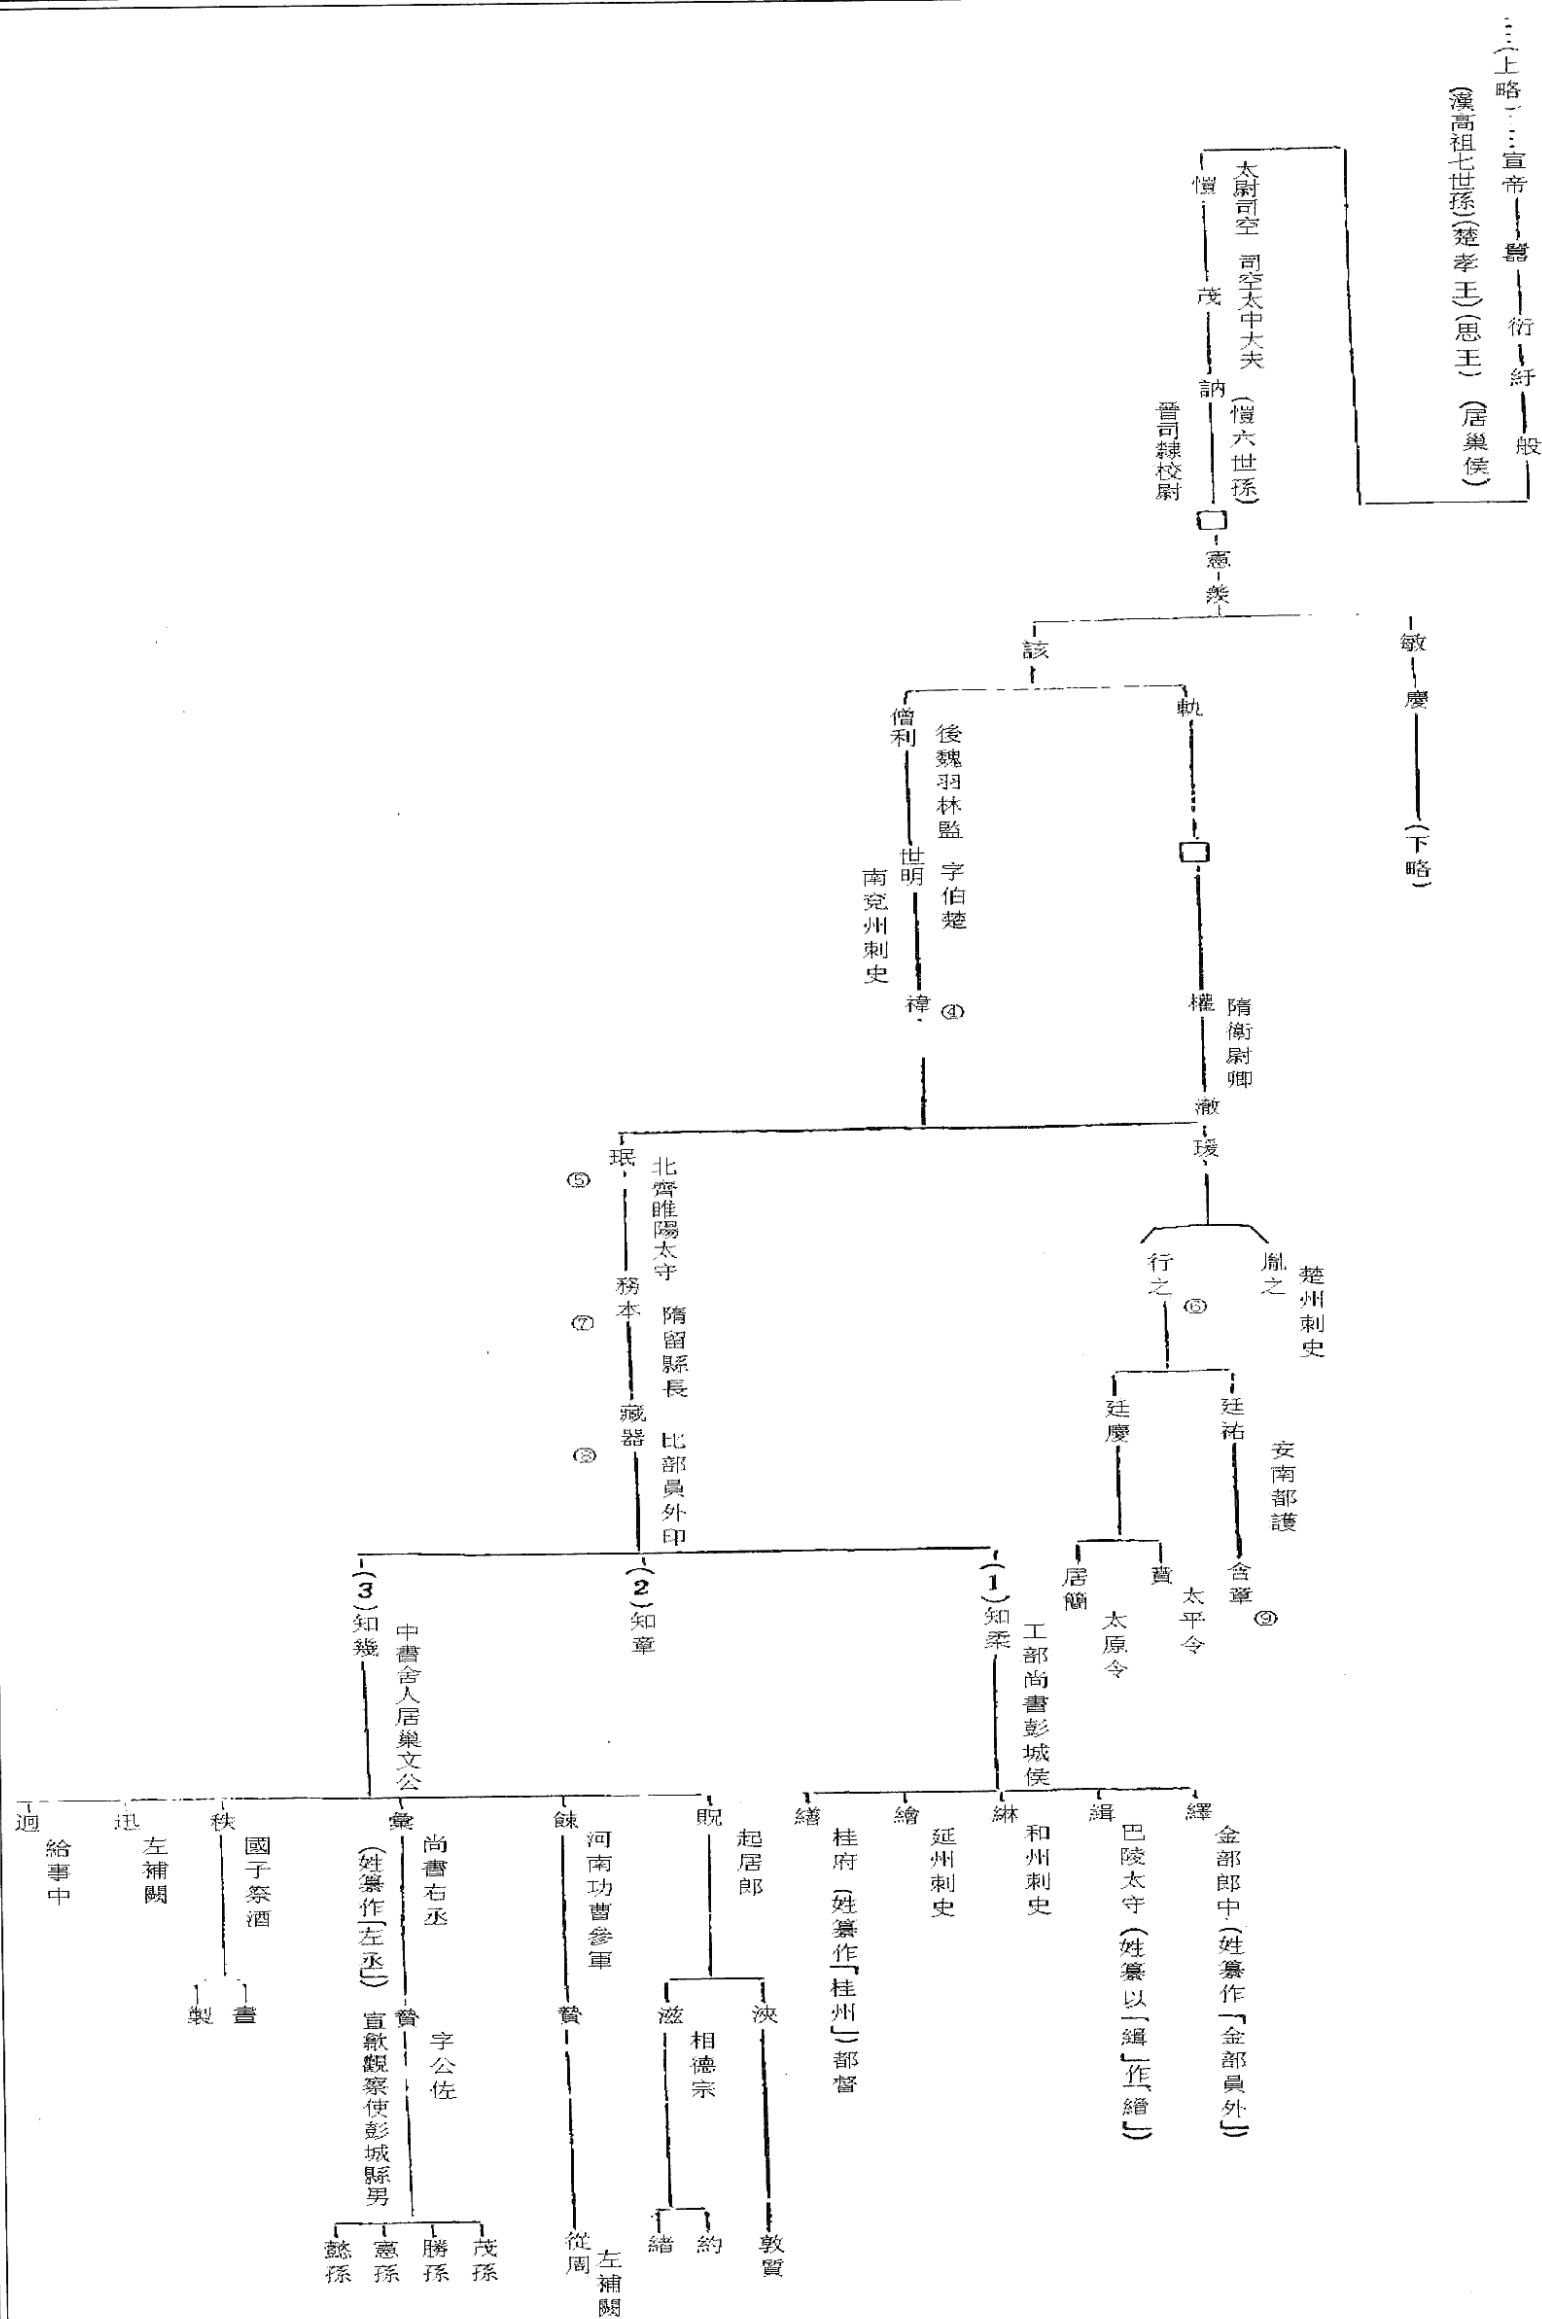 ……(上略)……宣帝 囂 衍 紆 般
(漢高祖七世孫)(楚孝王)(思王) (居巢侯)
太尉司空 司空太中大夫 (愷六世孫)
愷 茂 訥 憲 羨
晉司隸校尉
敏 慶 (下略)
該
軌 權 澈
隋衛尉卿
後魏羽林監 字伯楚
僧利 世明 禕 ④
南兗州刺史
瑗
胤之 楚州刺史
行之 ⑥
廷祐 安南都護
含章 ⑨
廷慶
賁 太平令
居簡 太原令
北齊睢陽太守 隋留縣長 比部員外印
珉 務本 藏器
⑤ ⑦ ⑧
(1)知柔 工部尚書彭城侯
(2)知章
(3)知幾 中書舍人居巢文公
繹 金部郎中(姓纂作「金部員外」)
緝 巴陵太守(姓纂以「緝」作「縉」)
綝 和州刺史
繪 延州刺史
繕 桂府(姓纂作「桂州」)都督
貺 起居郎
浹 敦質
滋 相德宗
約
緒
餗 河南功曹參軍
贄 從周 左補闕
彙 尚書右丞
(姓纂作「左丞」)
贊 字公佐
宣歙觀察使彭城縣男
茂孫
勝孫
憲孫
懿孫
秩 國子祭酒
晝
製
迅 左補闕
迥 給事中